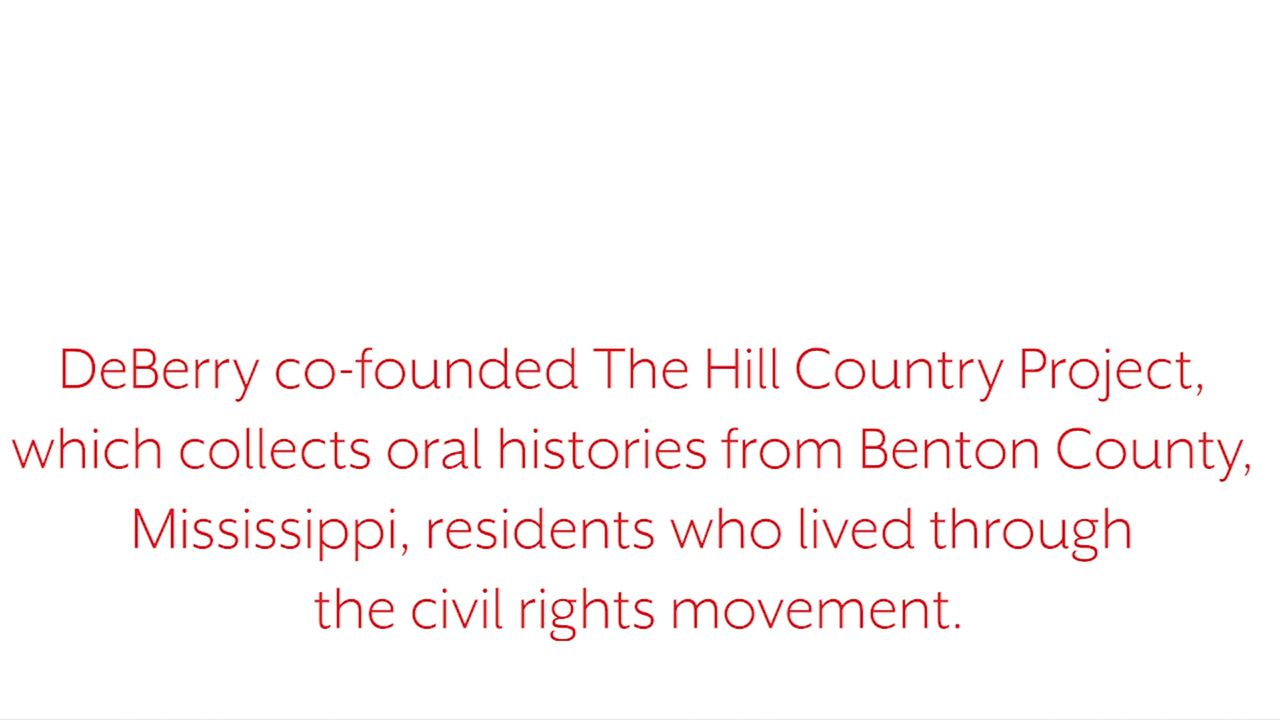 DeBerry co-founded The Hill Country Project,
which collects oral histories from Benton County,
Mississippi, residents who lived through
the civil rights movement.